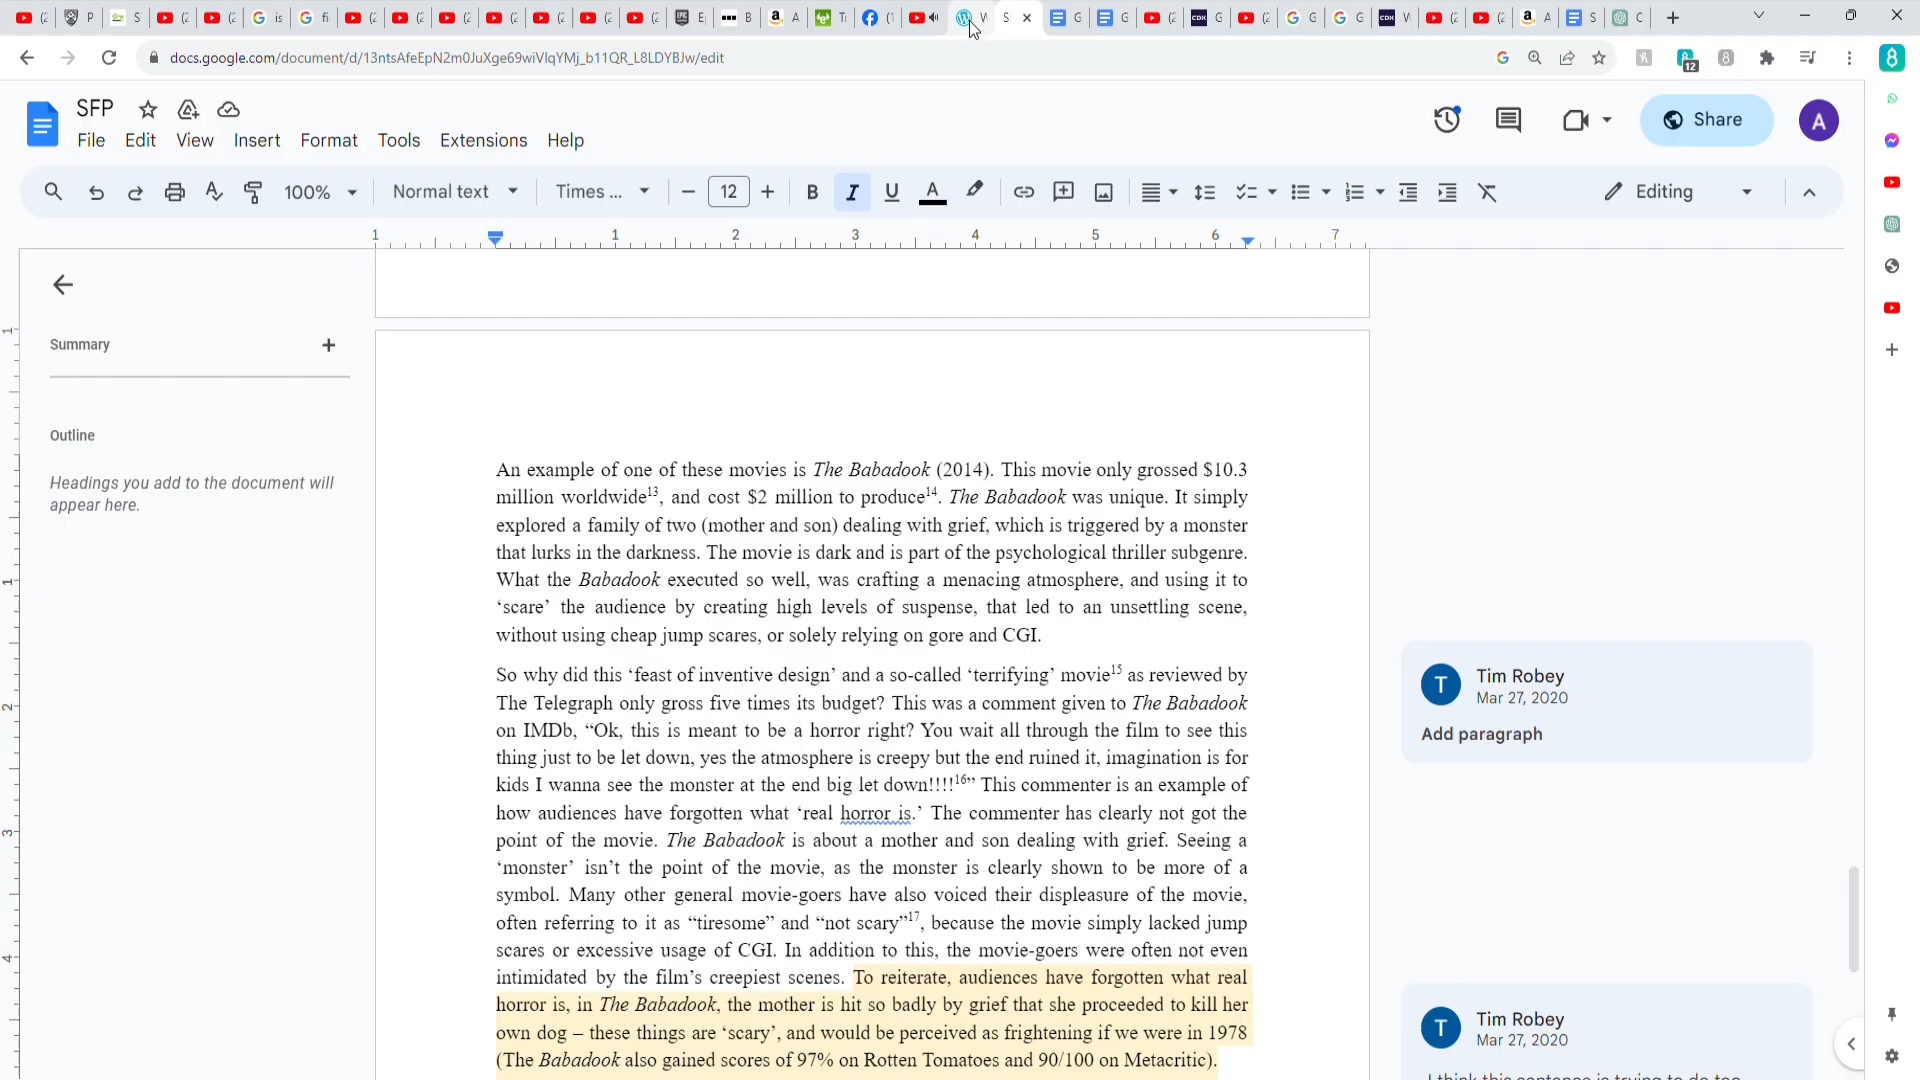 docs.google.com/document/d/13ntsAfeEpN2m0JuXge69wiVlqYMj_b11QR_L8LDYBJw/edit
12
SFP
File Edit View Insert Format Tools Extensions Help
Share
A
100% Normal text Times ... 12 B I U A Editing
1 1 2 3 4 5 6 7
Summary
Outline
Headings you add to the document will
appear here.
An example of one of these movies is The Babadook (2014). This movie only grossed $10.3
million worldwide13, and cost $2 million to produce14. The Babadook was unique. It simply
explored a family of two (mother and son) dealing with grief, which is triggered by a monster
that lurks in the darkness. The movie is dark and is part of the psychological thriller subgenre.
What the Babadook executed so well, was crafting a menacing atmosphere, and using it to
‘scare’ the audience by creating high levels of suspense, that led to an unsettling scene,
without using cheap jump scares, or solely relying on gore and CGI.
So why did this ‘feast of inventive design’ and a so-called ‘terrifying’ movie15 as reviewed by
The Telegraph only gross five times its budget? This was a comment given to The Babadook
on IMDb, “Ok, this is meant to be a horror right? You wait all through the film to see this
thing just to be let down, yes the atmosphere is creepy but the end ruined it, imagination is for
kids I wanna see the monster at the end big let down!!!!16” This commenter is an example of
how audiences have forgotten what ‘real horror is.’ The commenter has clearly not got the
point of the movie. The Babadook is about a mother and son dealing with grief. Seeing a
‘monster’ isn’t the point of the movie, as the monster is clearly shown to be more of a
symbol. Many other general movie-goers have also voiced their displeasure of the movie,
often referring to it as “tiresome” and “not scary”17, because the movie simply lacked jump
scares or excessive usage of CGI. In addition to this, the movie-goers were often not even
intimidated by the film’s creepiest scenes. To reiterate, audiences have forgotten what real
horror is, in The Babadook, the mother is hit so badly by grief that she proceeded to kill her
own dog – these things are ‘scary’, and would be perceived as frightening if we were in 1978
(The Babadook also gained scores of 97% on Rotten Tomatoes and 90/100 on Metacritic).
T
Tim Robey
Mar 27, 2020
Add paragraph
T
Tim Robey
Mar 27, 2020
I think this sentence is trying to do too